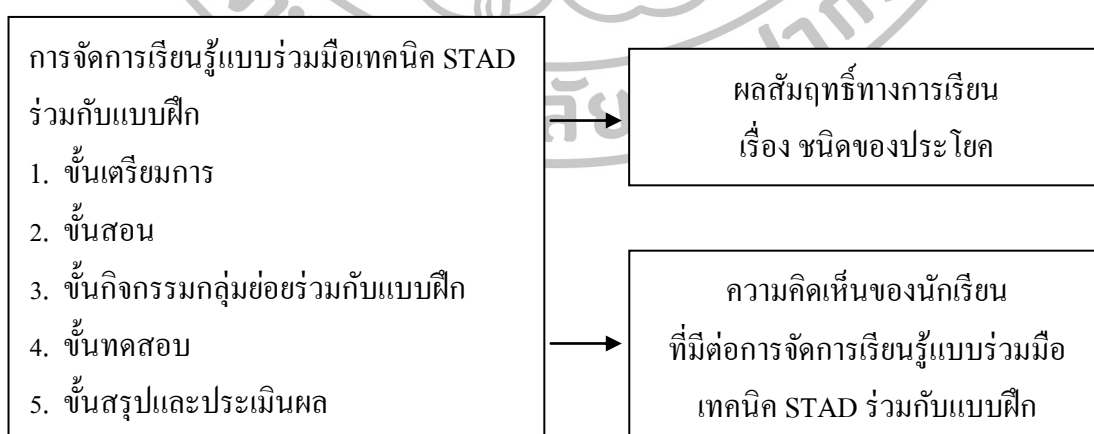 การจัดการเรียนรู้แบบร่วมมือเทคนิค STAD
ร่วมกับแบบฝึก
1. ขั้นเตรียมการ
2. ขั้นสอน
3. ขั้นกิจกรรมกลุ่มย่อยร่วมกับแบบฝึก
4. ขั้นทดสอบ
5. ขั้นสรุปและประเมินผล
ผลสัมฤทธิ์ทางการเรียน
เรื่อง ชนิดของประโยค
ความคิดเห็นของนักเรียน
ที่มีต่อการจัดการเรียนรู้แบบร่วมมือ
เทคนิค STAD ร่วมกับแบบฝึก